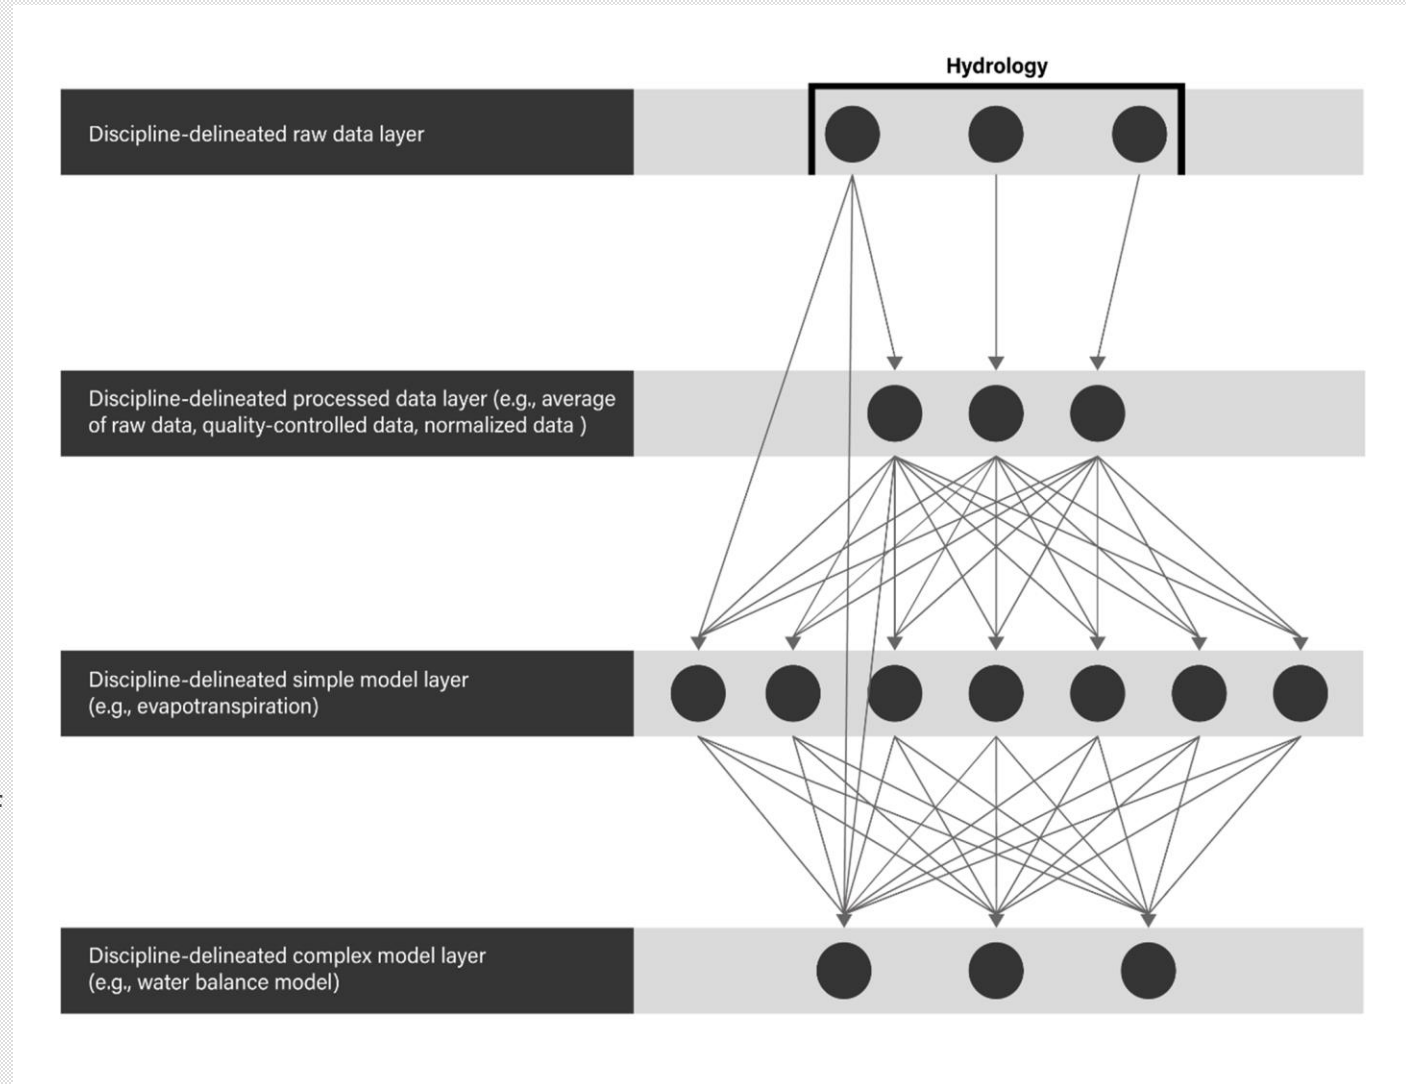 Hydrology
Discipline-delineated raw data layer
Discipline-delineated processed data layer (e.g., average
of raw data, quality-controlled data, normalized data )
Discipline-delineated simple model layer
(e.g., evapotranspiration)
Discipline-delineated complex model layer
(e.g., water balance model)